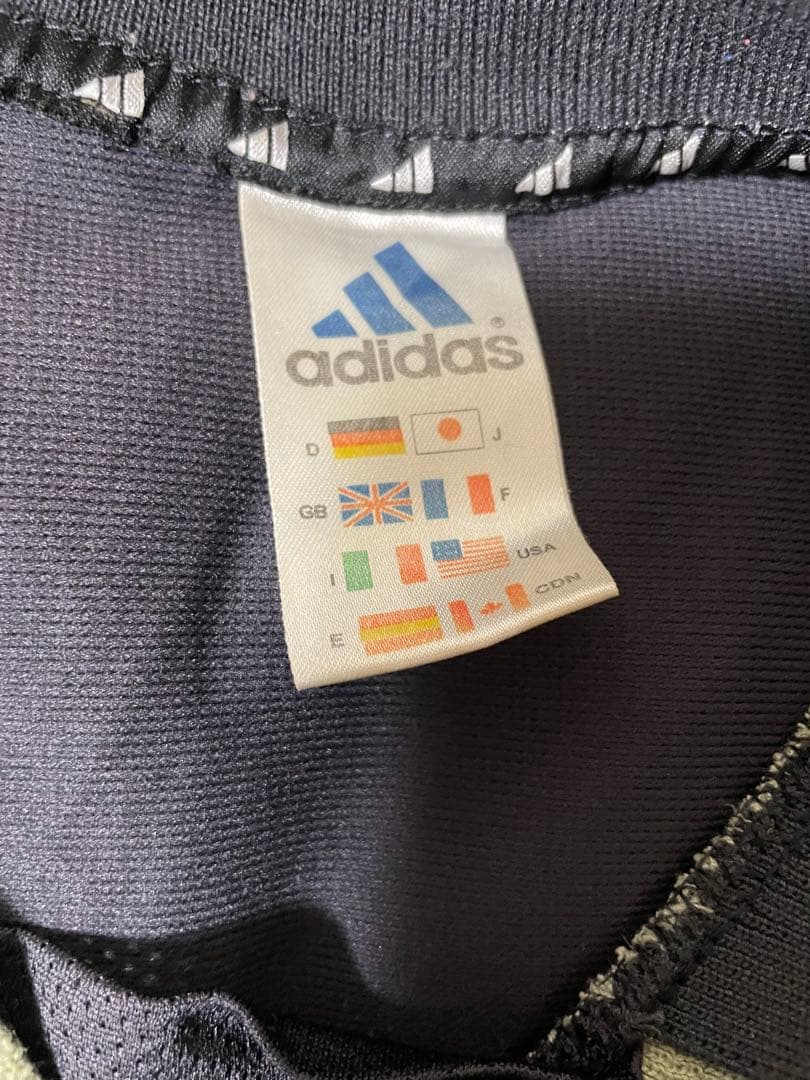 adidas®
D J
GB F
I USA
E CDN